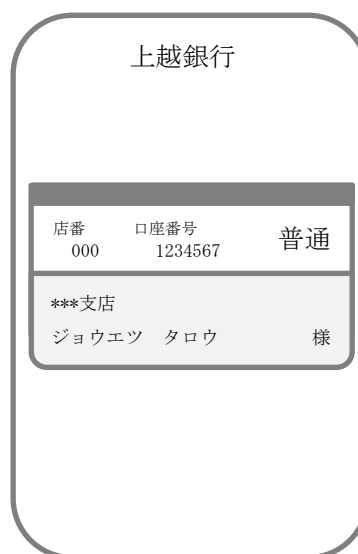 上越銀行
店番 口座番号 普通
000 1234567
***支店
ジョウエツ タロウ 様